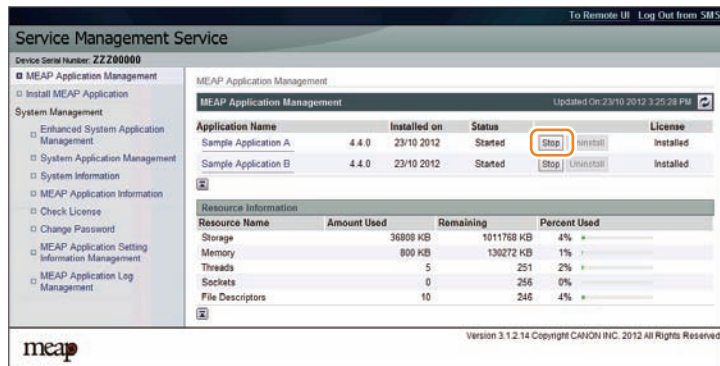 To Remote UI Log Out from SMS
Service Management Service
Device Serial Number: ZZZ00000
MEAP Application Management
Install MEAP Application
System Management
Enhanced System Application
Management
System Application Management
System Information
MEAP Application Information
Check License
Change Password
MEAP Application Setting
Information Management
MEAP Application Log
Management
MEAP Application Management
MEAP Application Management Updated On:23/10 2012 3:25:28 PM
Application Name Installed on Status License
Sample Application A 4.4.0 23/10 2012 Started Stop Uninstall Installed
Sample Application B 4.4.0 23/10 2012 Started Stop Uninstall Installed
Resource Information
Resource Name Amount Used Remaining Percent Used
Storage 36808 KB 1011768 KB 4%
Memory 800 KB 130272 KB 1%
Threads 5 251 2%
Sockets 0 256 0%
File Descriptors 10 246 4%
Version 3.1.2.14 Copyright CANON INC. 2012 All Rights Reserved
meap